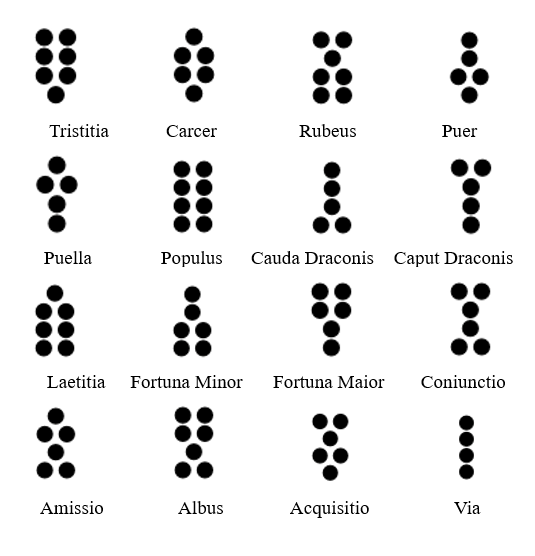 Tristitia Carcer Rubeus Puer
Puella Populus Cauda Draconis Caput Draconis
Laetitia Fortuna Minor Fortuna Maior Coniunctio
Amissio Albus Acquisitio Via